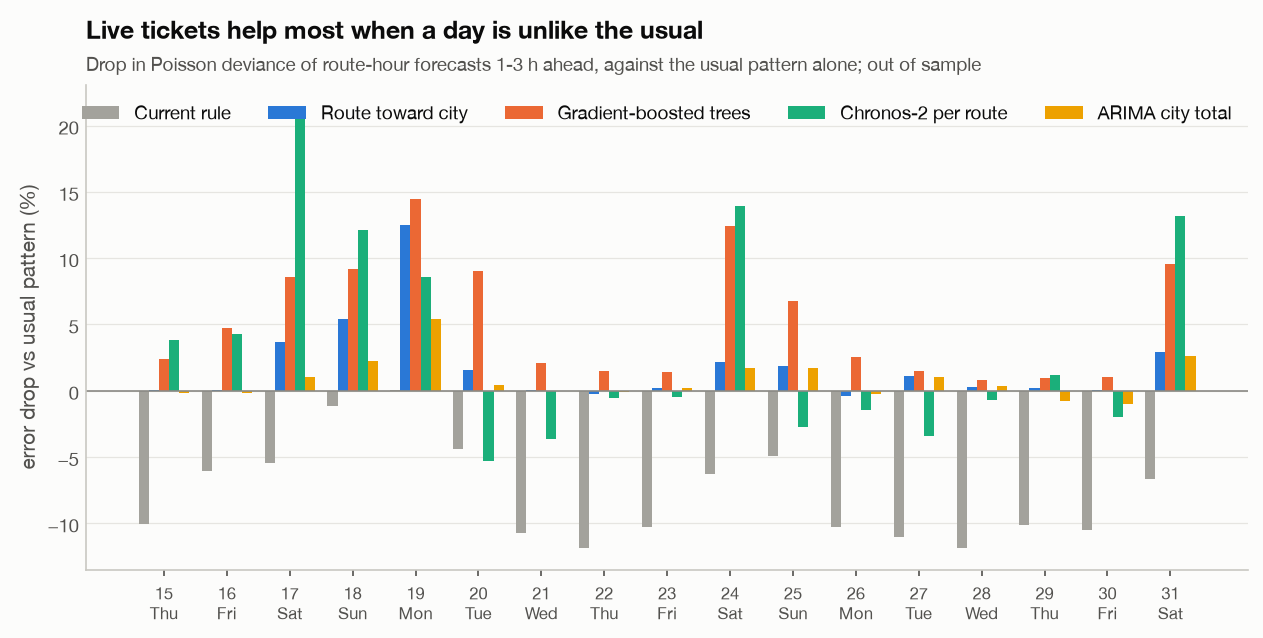 Live tickets help most when a day is unlike the usual
Drop in Poisson deviance of route-hour forecasts 1-3 h ahead, against the usual pattern alone; out of sample
Current rule Route toward city Gradient-boosted trees Chronos-2 per route ARIMA city total
error drop vs usual pattern (%)
20
15
10
5
0
−5
−10
15 16 17 18 19 20 21 22 23 24 25 26 27 28 29 30 31
Thu Fri Sat Sun Mon Tue Wed Thu Fri Sat Sun Mon Tue Wed Thu Fri Sat